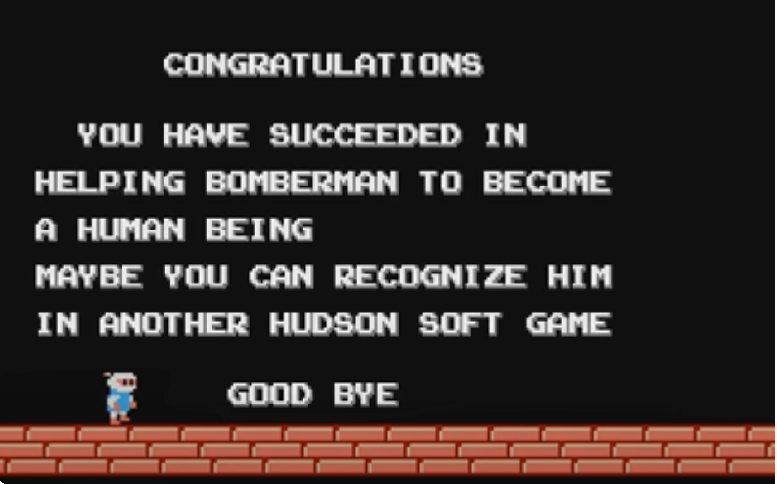 CONGRATULATIONS
YOU HAVE SUCCEEDED IN
HELPING BOMBERMAN TO BECOME
A HUMAN BEING
MAYBE YOU CAN RECOGNIZE HIM
IN ANOTHER HUDSON SOFT GAME
GOOD BYE